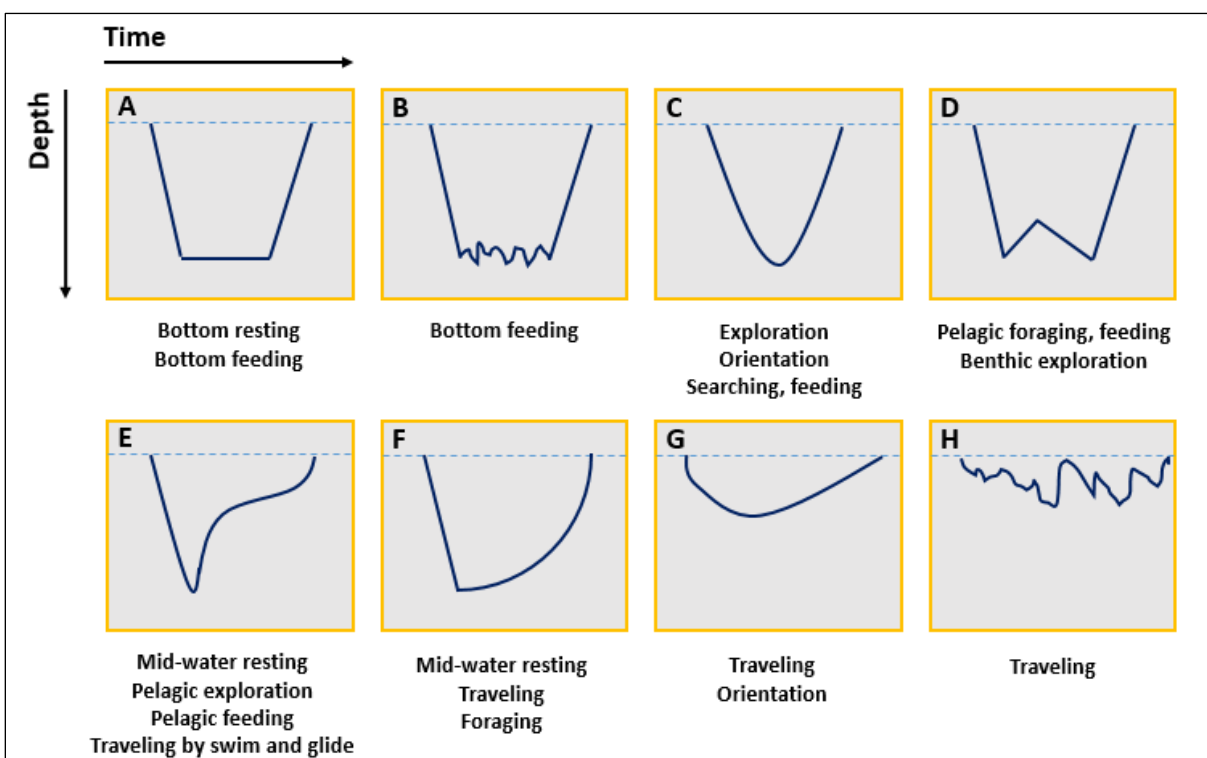 Time
Depth
A
B
C
D
Bottom resting
Bottom feeding
Bottom feeding
Exploration
Orientation
Searching, feeding
Pelagic foraging, feeding
Benthic exploration
E
F
G
H
Mid-water resting
Pelagic exploration
Pelagic feeding
Traveling by swim and glide
Mid-water resting
Traveling
Foraging
Traveling
Orientation
Traveling